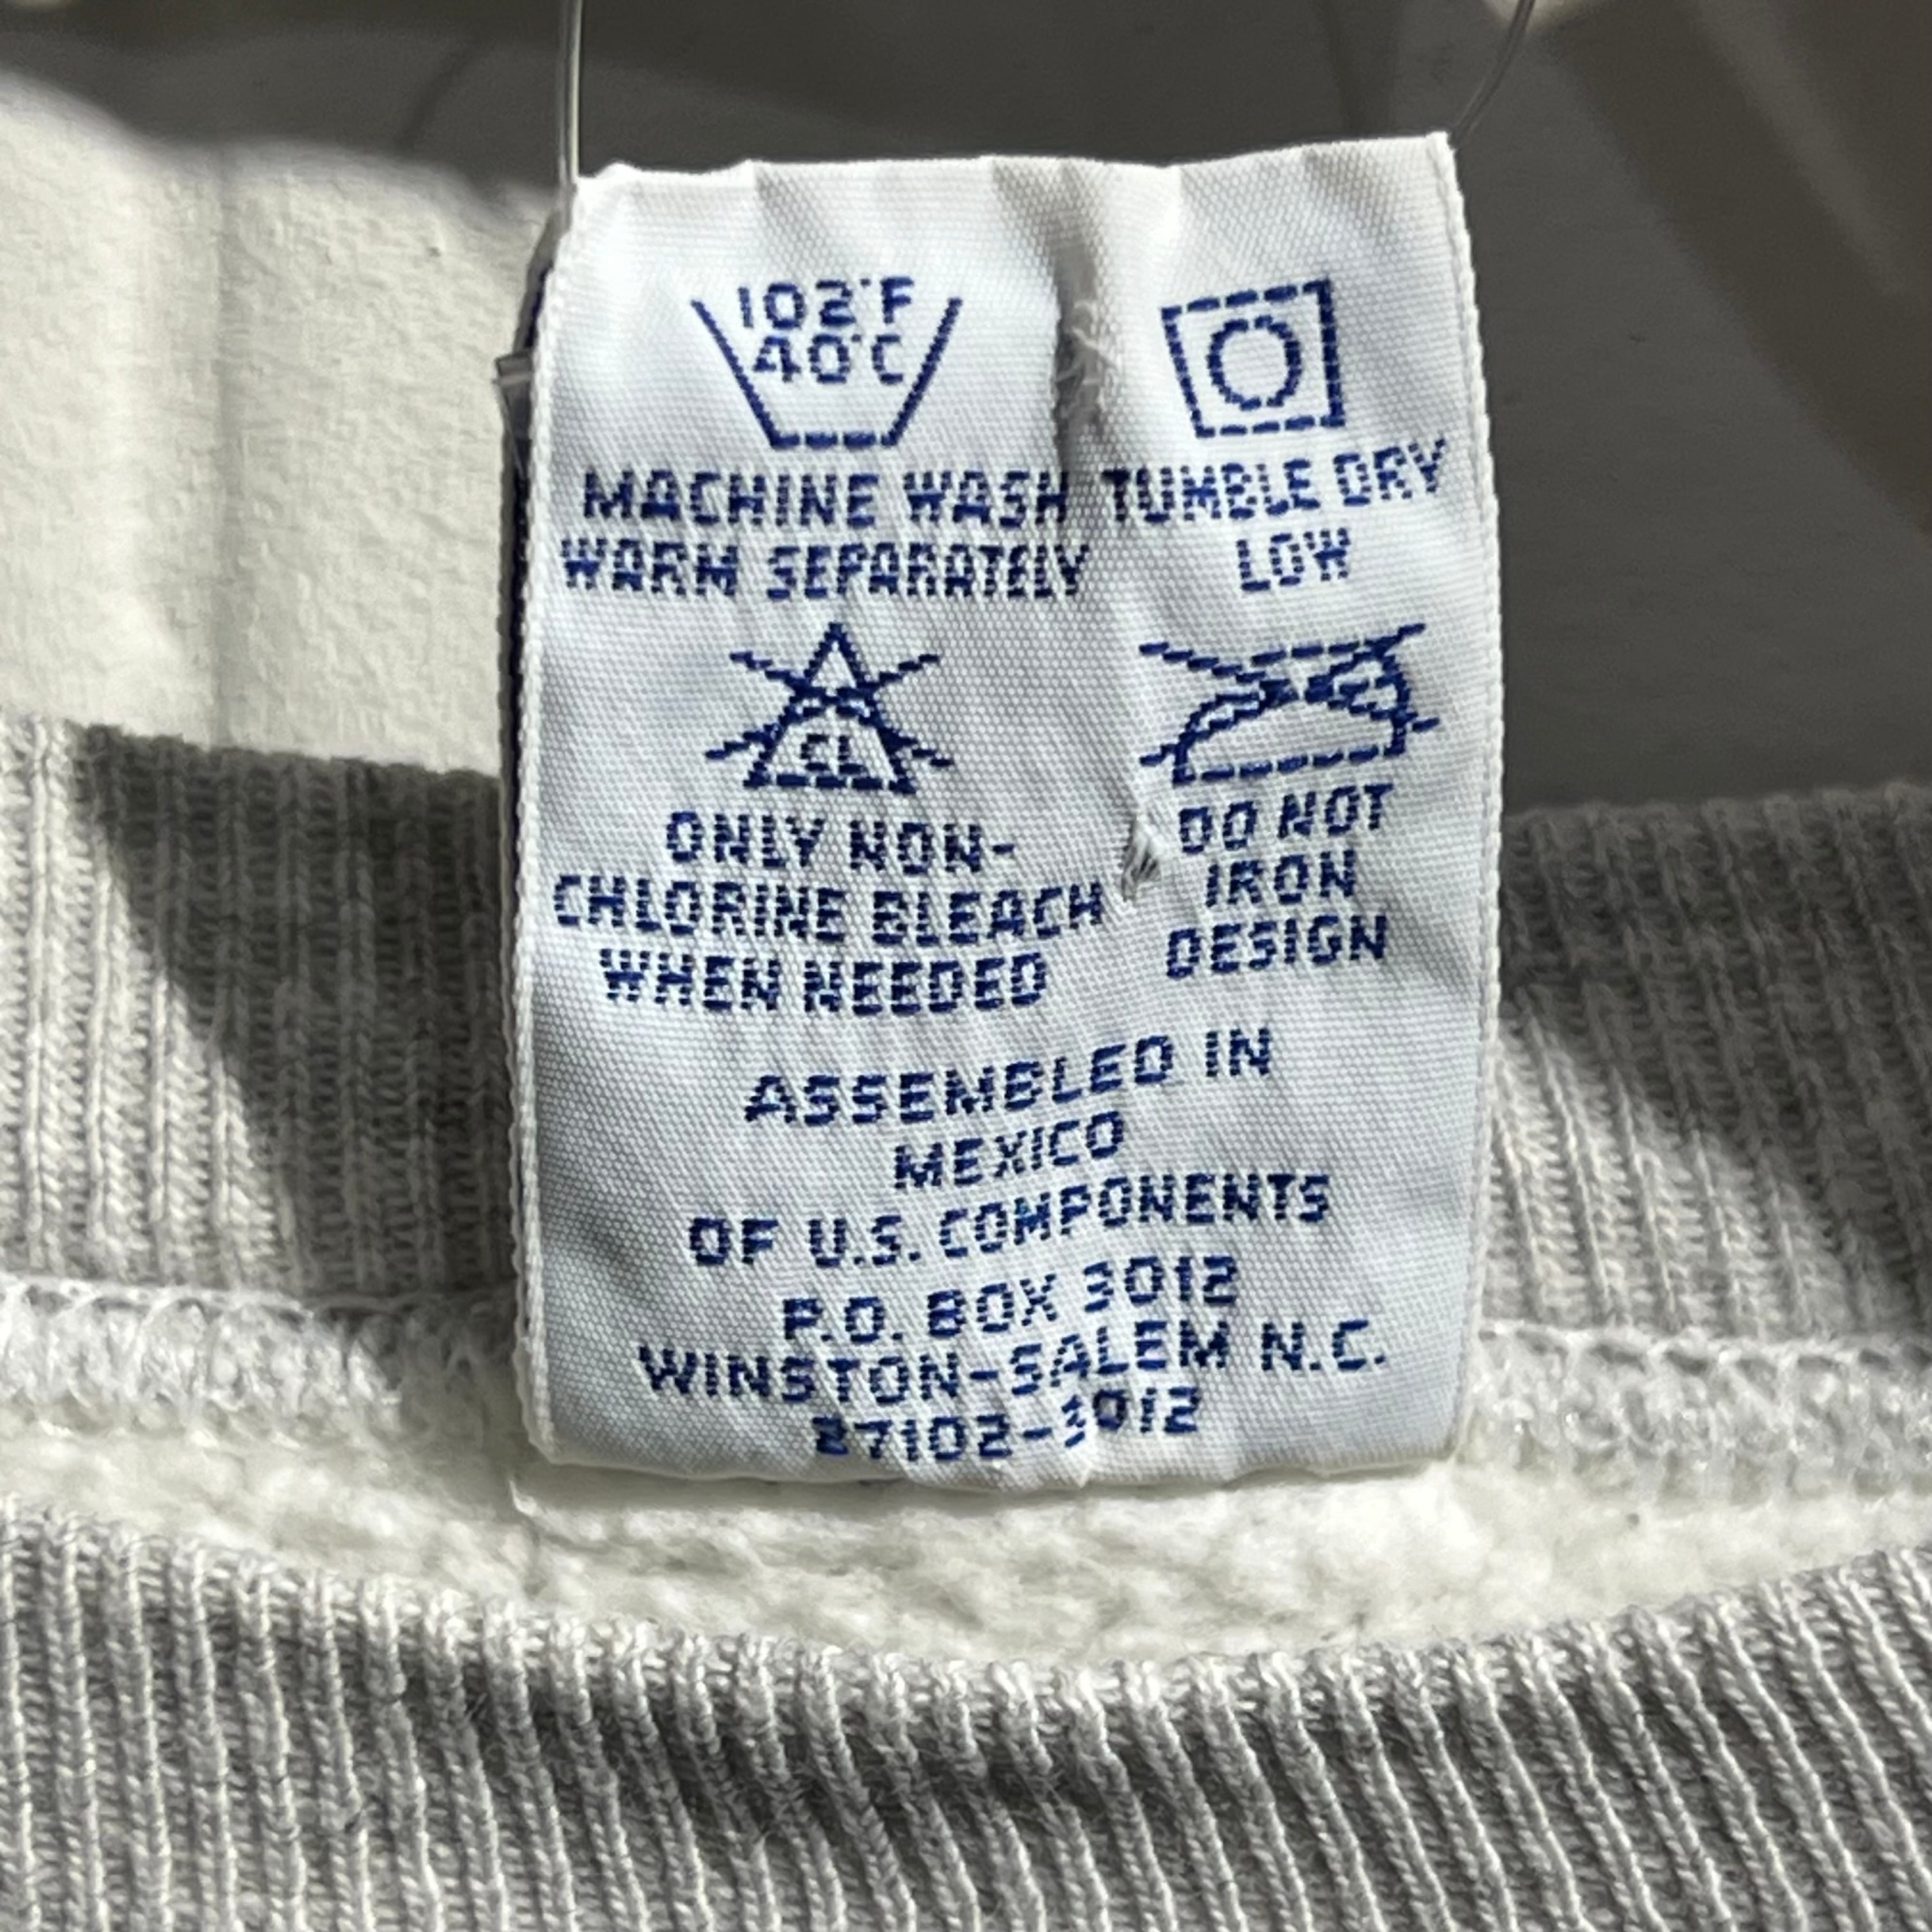 102°F
40°C
MACHINE WASH
WARM SEPARATELY
TUMBLE DRY
LOW
CL
ONLY NON-
CHLORINE BLEACH
WHEN NEEDED
DO NOT
IRON
DESIGN
ASSEMBLED IN
MEXICO
OF U.S. COMPONENTS
P.O. BOX 3012
WINSTON-SALEM N.C.
27102-3012